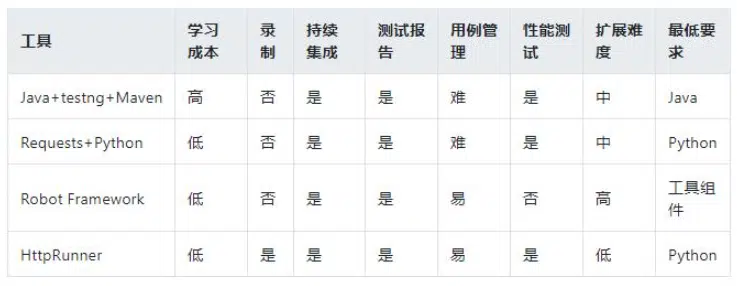 工具 学习成本 录制 持续集成 测试报告 用例管理 性能测试 扩展难度 最低要求
Java+testng+Maven 高 否 是 是 难 是 中 Java
Requests+Python 低 否 是 是 难 是 中 Python
Robot Framework 低 否 是 是 易 否 高 工具组件
HttpRunner 低 是 是 是 易 是 低 Python